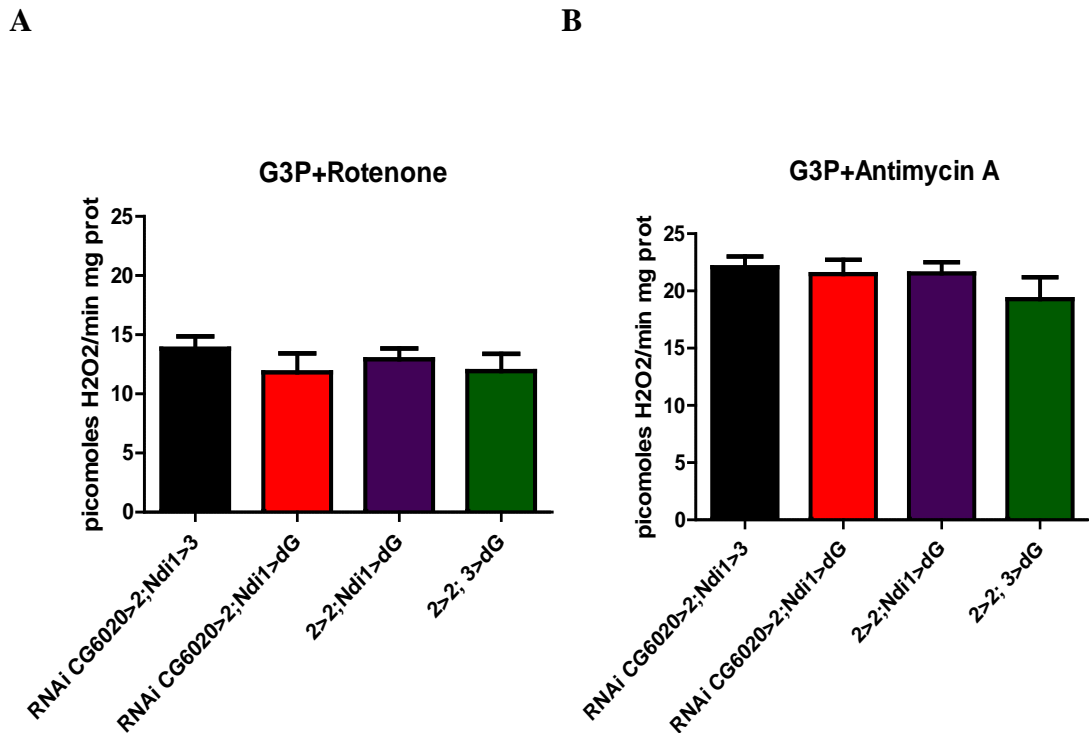 A
B
G3P+Rotenone
picomoles H2O2/min mg prot
25
20
15
10
5
0
RNAi CG6020>2;Ndi1>3
RNAi CG6020>2;Ndi1>dG
2>2;Ndi1>dG
2>2; 3>dG
G3P+Antimycin A
picomoles H2O2/min mg prot
25
20
15
10
5
0
RNAi CG6020>2;Ndi1>3
RNAi CG6020>2;Ndi1>dG
2>2;Ndi1>dG
2>2; 3>dG